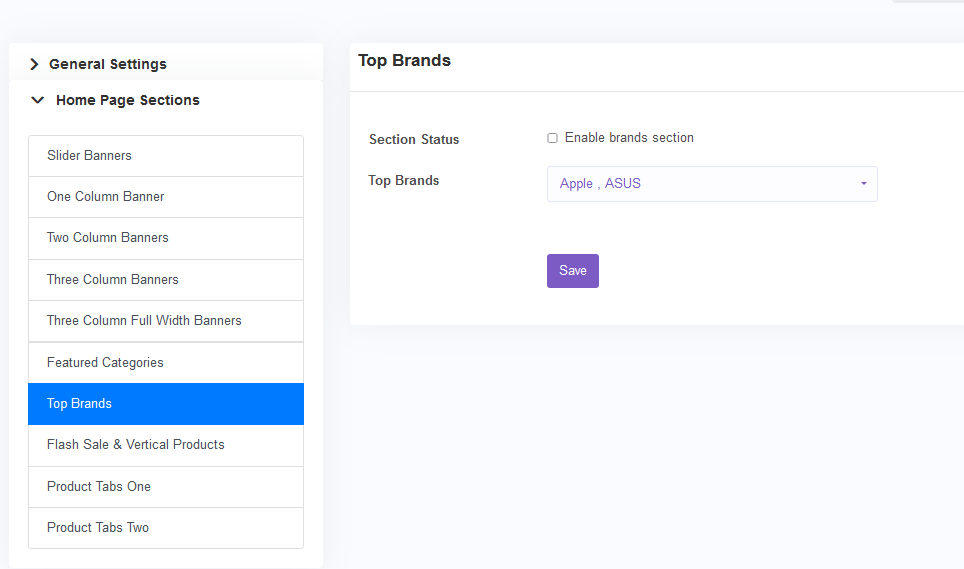 General Settings
Home Page Sections
Slider Banners
One Column Banner
Two Column Banners
Three Column Banners
Three Column Full Width Banners
Featured Categories
Top Brands
Flash Sale & Vertical Products
Product Tabs One
Product Tabs Two
Top Brands
Section Status
Enable brands section
Top Brands
Apple , ASUS
Save